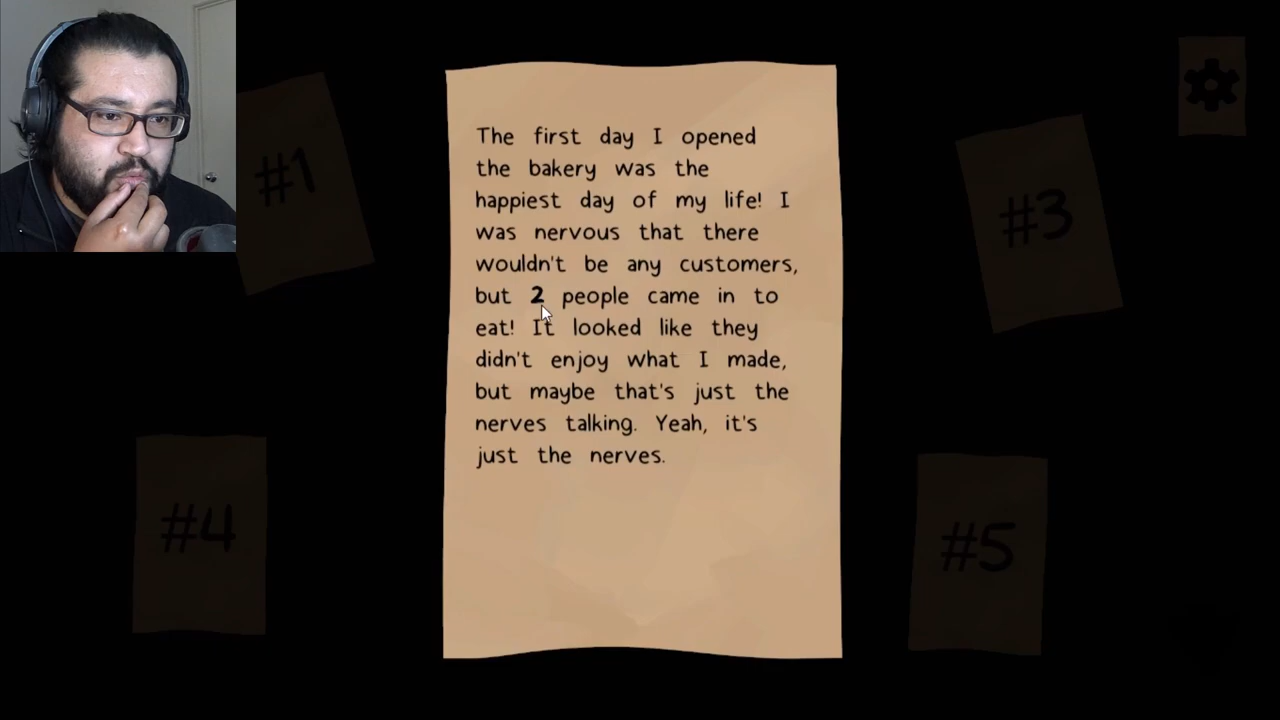 #1
The first day I opened
the bakery was the
happiest day of my life! I
was nervous that there
wouldn't be any customers,
but 2 people came in to
eat! It looked like they
didn't enjoy what I made,
but maybe that's just the
nerves talking. Yeah, it's
just the nerves.
#3
#4
#5